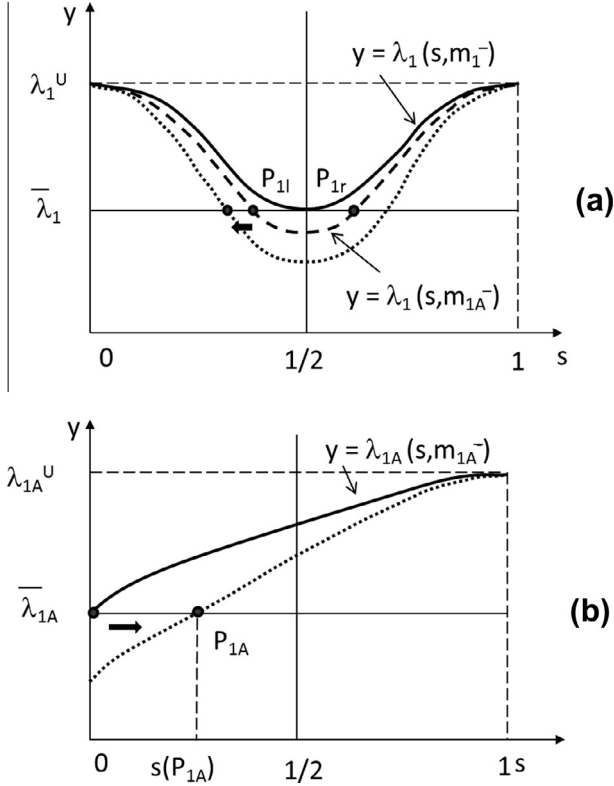 y
y = λ₁ (s,m₁⁻)
λ₁ᵁ
P₁ₗ P₁ᵣ
λ̅₁
(a)
y = λ₁ (s,m₁ₐ⁻)
0 1/2 1 s
y
y = λ₁ₐ (s,m₁ₐ⁻)
λ₁ₐᵁ
λ̅₁ₐ
(b)
P₁ₐ
0 s(P₁ₐ) 1/2 1 s